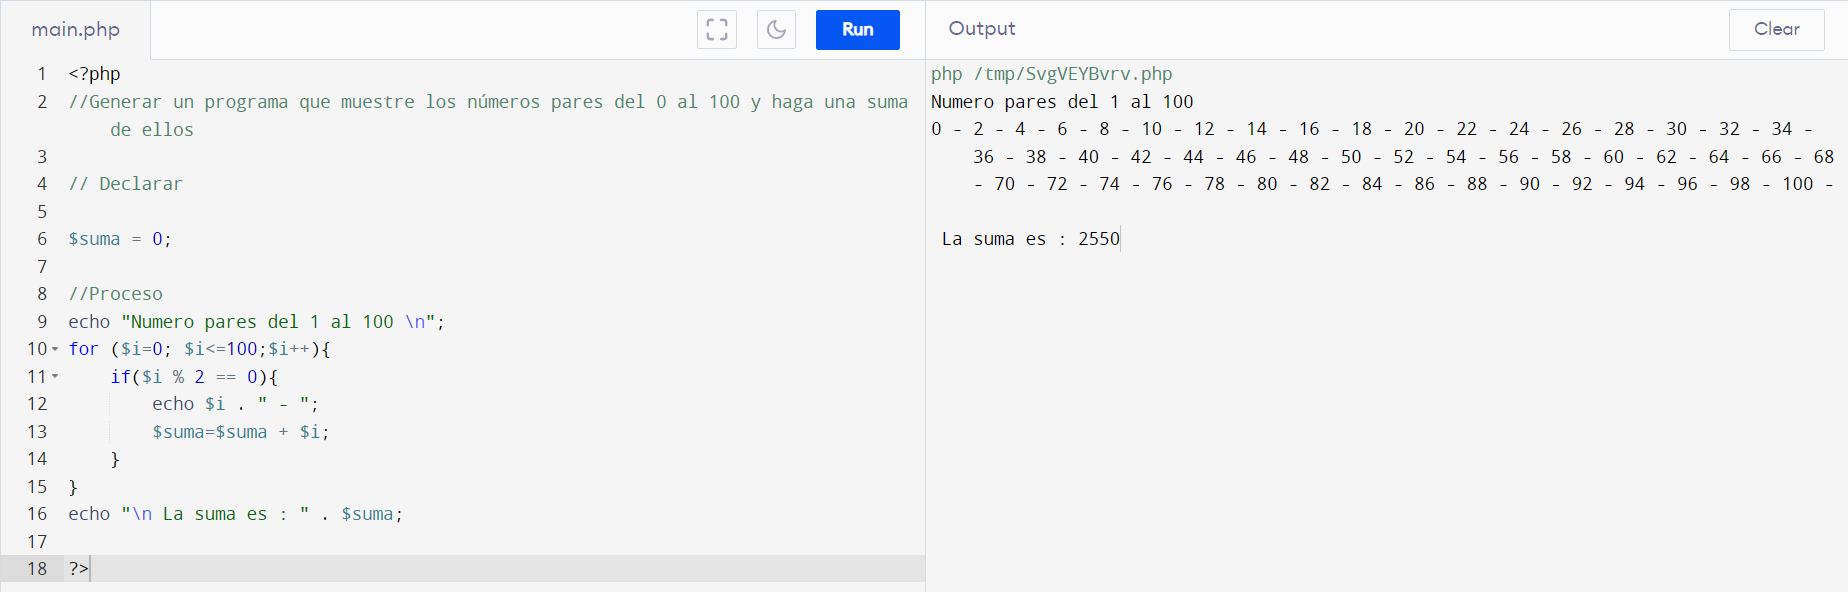 main.php
Run
Output
Clear
1 <?php
2 //Generar un programa que muestre los números pares del 0 al 100 y haga una suma
de ellos
3
4 // Declarar
5
6 $suma = 0;
7
8 //Proceso
9 echo "Numero pares del 1 al 100 \n";
10 for ($i=0; $i<=100;$i++){
11     if($i % 2 == 0){
12         echo $i . " - ";
13         $suma=$suma + $i;
14     }
15 }
16 echo "\n La suma es : " . $suma;
17
18 ?>
php /tmp/SvgVEYBvrv.php
Numero pares del 1 al 100
0 - 2 - 4 - 6 - 8 - 10 - 12 - 14 - 16 - 18 - 20 - 22 - 24 - 26 - 28 - 30 - 32 - 34 -
36 - 38 - 40 - 42 - 44 - 46 - 48 - 50 - 52 - 54 - 56 - 58 - 60 - 62 - 64 - 66 - 68
- 70 - 72 - 74 - 76 - 78 - 80 - 82 - 84 - 86 - 88 - 90 - 92 - 94 - 96 - 98 - 100 -
La suma es : 2550